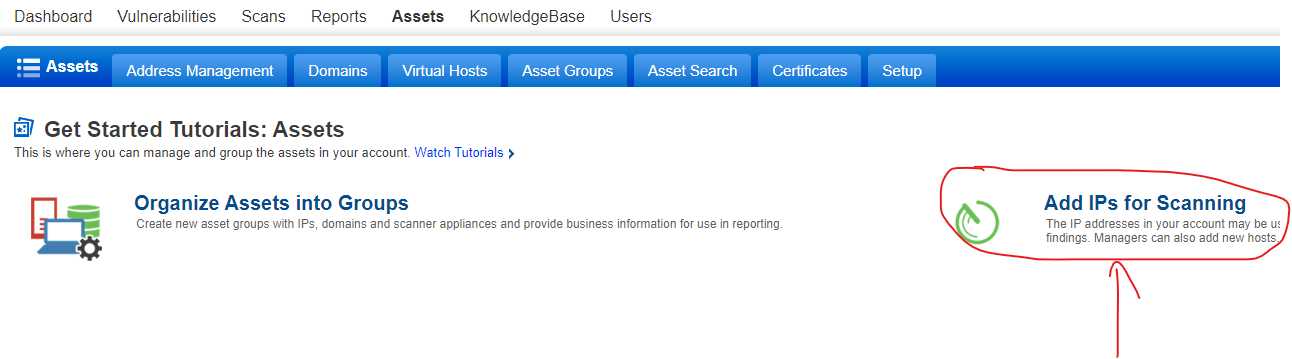 Dashboard Vulnerabilities Scans Reports Assets KnowledgeBase Users
Assets Address Management Domains Virtual Hosts Asset Groups Asset Search Certificates Setup
Get Started Tutorials: Assets
This is where you can manage and group the assets in your account. Watch Tutorials
Organize Assets into Groups
Create new asset groups with IPs, domains and scanner appliances and provide business information for use in reporting.
Add IPs for Scanning
The IP addresses in your account may be us
findings. Managers can also add new hosts.